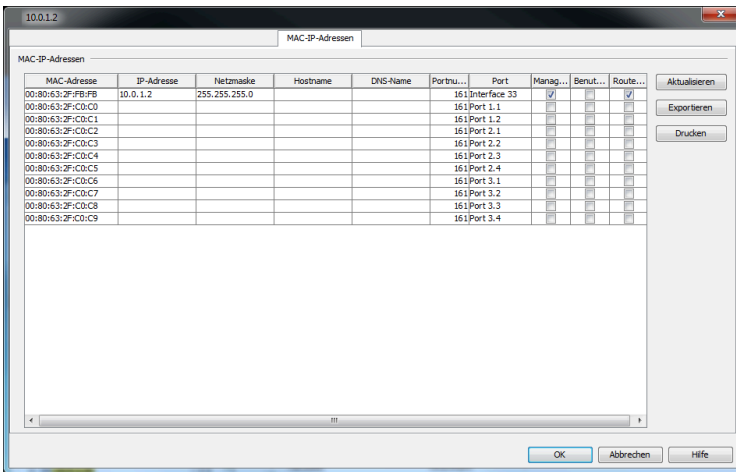 10.0.1.2
MAC-IP-Adressen
MAC-IP-Adressen
MAC-Adresse IP-Adresse Netzmaske Hostname DNS-Name Portnu... Port Manag... Benut... Route... Aktualisieren
00:80:63:2F:FB:FB 10.0.1.2 255.255.255.0 161 Interface 33
00:80:63:2F:C0:C0 161 Port 1.1 Exportieren
00:80:63:2F:C0:C1 161 Port 1.2
00:80:63:2F:C0:C2 161 Port 2.1 Drucken
00:80:63:2F:C0:C3 161 Port 2.2
00:80:63:2F:C0:C4 161 Port 2.3
00:80:63:2F:C0:C5 161 Port 2.4
00:80:63:2F:C0:C6 161 Port 3.1
00:80:63:2F:C0:C7 161 Port 3.2
00:80:63:2F:C0:C8 161 Port 3.3
00:80:63:2F:C0:C9 161 Port 3.4
OK Abbrechen Hilfe